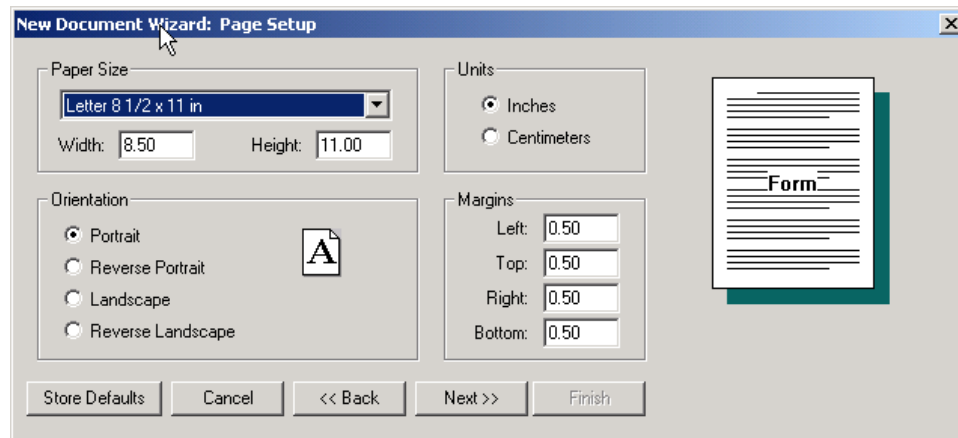 New Document Wizard: Page Setup
Paper Size
Letter 8 1/2 x 11 in
Width: 8.50 Height: 11.00
Units
Inches
Centimeters
Form
Orientation
Portrait
Reverse Portrait
Landscape
Reverse Landscape
A
Margins
Left: 0.50
Top: 0.50
Right: 0.50
Bottom: 0.50
Store Defaults Cancel << Back Next >> Finish